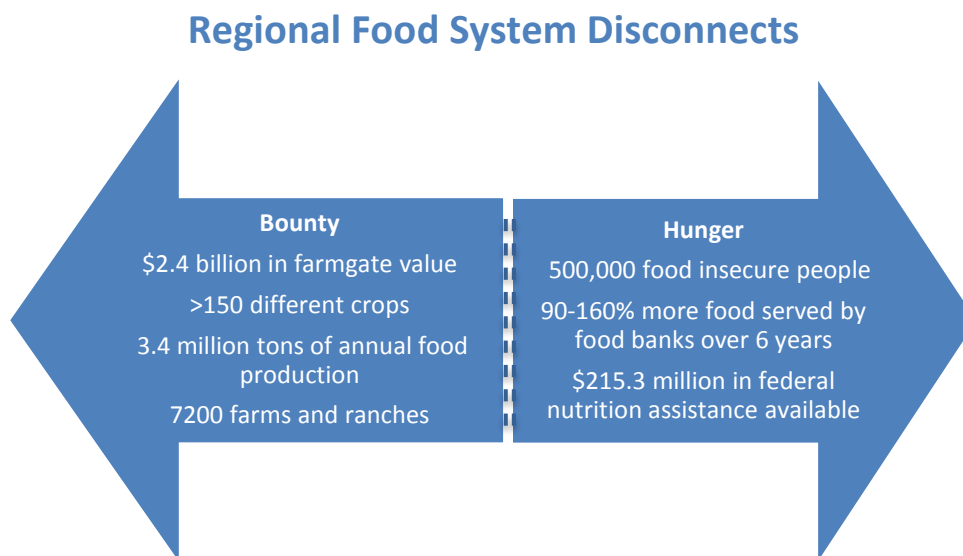 Regional Food System Disconnects
Bounty
$2.4 billion in farmgate value
>150 different crops
3.4 million tons of annual food
production
7200 farms and ranches
Hunger
500,000 food insecure people
90-160% more food served by
food banks over 6 years
$215.3 million in federal
nutrition assistance available